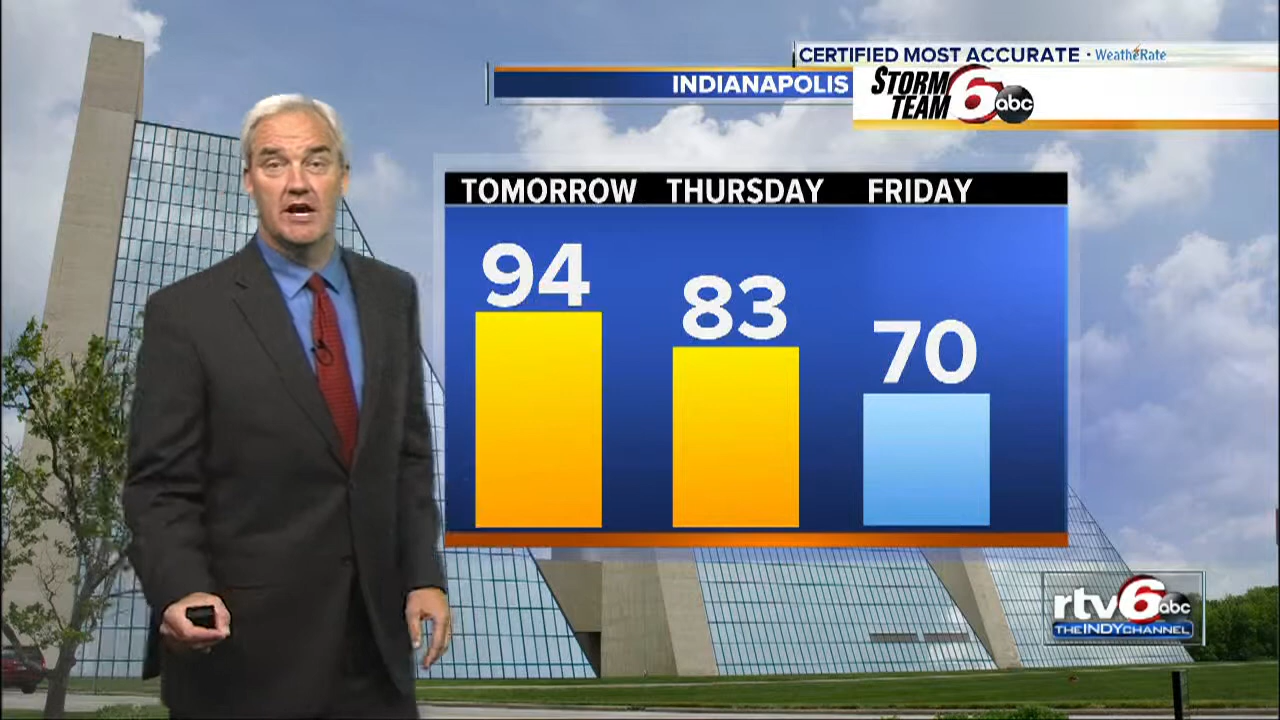 CERTIFIED MOST ACCURATE · WeatheRate
INDIANAPOLIS
STORM TEAM 6 abc
TOMORROW THURSDAY FRIDAY
94 83 70
rtv6 abc
THE INDY CHANNEL